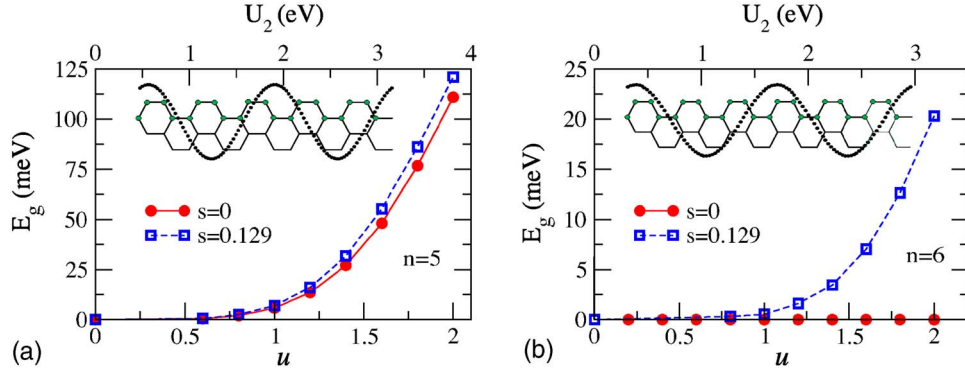 U₂ (eV)
0 1 2 3 4
125
100
75
50
25
0
E_g (meV)
s=0
s=0.129
n=5
0 0.5 1 1.5 2
(a) u
U₂ (eV)
0 1 2 3
25
20
15
10
5
0
E_g (meV)
s=0
s=0.129
n=6
0 0.5 1 1.5 2
(b) u